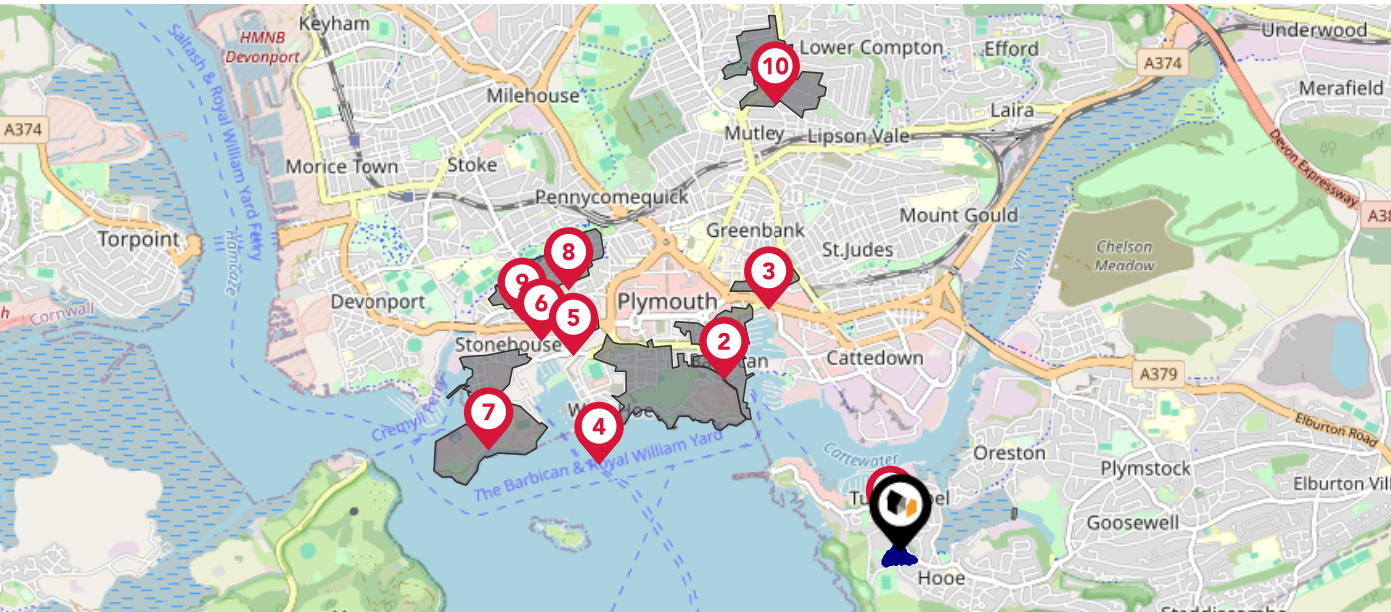 Keyham
HMNB
Devonport
Saltash & Royal William Yard Ferry
Lower Compton
Efford
Underwood
A374
10
Milehouse
Merafield
A374
Laira
Mutley
Lipson Vale
Morice Town
Stoke
Devon Expressway
Pennycomequick
Mount Gould
A38
Torpoint
Hamoaze
Greenbank
St.Judes
Chelson
Meadow
8
3
9
6
5
Devonport
Plymouth
Cornwall
Stonehouse
2
Cattedown
A379
7
4
Cremyll Ferry
Elburton Road
The Barbican & Royal William Yard
Cattewater
Oreston
Plymstock
Elburton Vill
Goosewell
Hooe